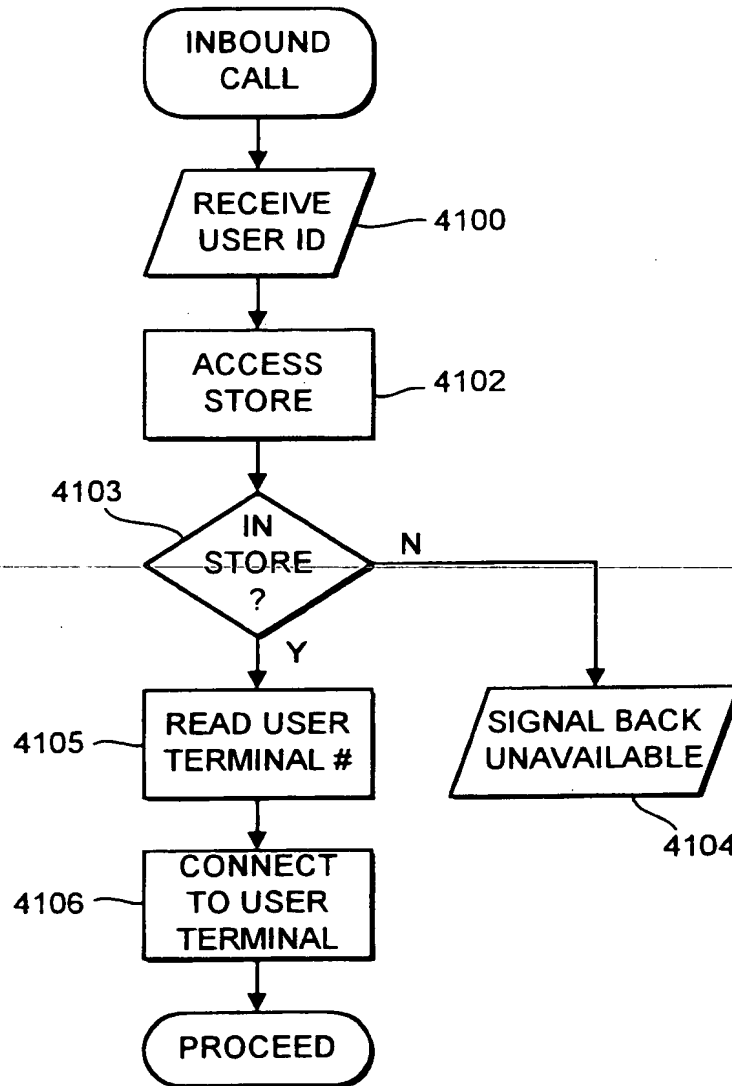 INBOUND
CALL
RECEIVE
USER ID
4100
ACCESS
STORE
4102
4103
IN
STORE
?
N
Y
4105
READ USER
TERMINAL #
SIGNAL BACK
UNAVAILABLE
4104
4106
CONNECT
TO USER
TERMINAL
PROCEED